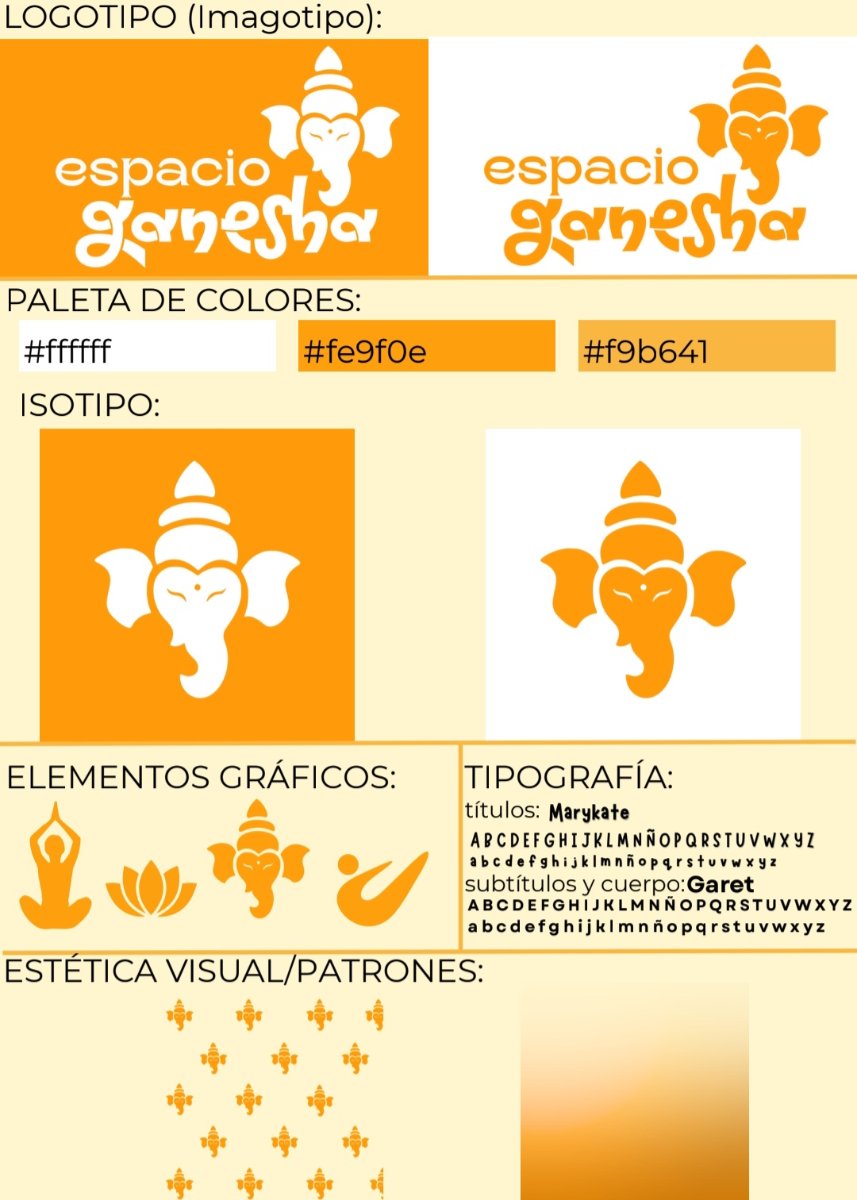 LOGOTIPO (Imagotipo):
espacio
ganesha
espacio
ganesha
PALETA DE COLORES:
#ffffff
#fe9f0e
#f9b641
ISOTIPO:
ELEMENTOS GRÁFICOS:
TIPOGRAFÍA:
títulos: Marykate
ABCDEFGHIJKLMNÑOPQRSTUVWXYZ
abcdefghijklmnñopqrstuvwxyz
subtítulos y cuerpo:Garet
ABCDEFGHIJKLMNÑOPQRSTUVWXYZ
abcdefghijklmnñopqrstuvwxyz
ESTÉTICA VISUAL/PATRONES: